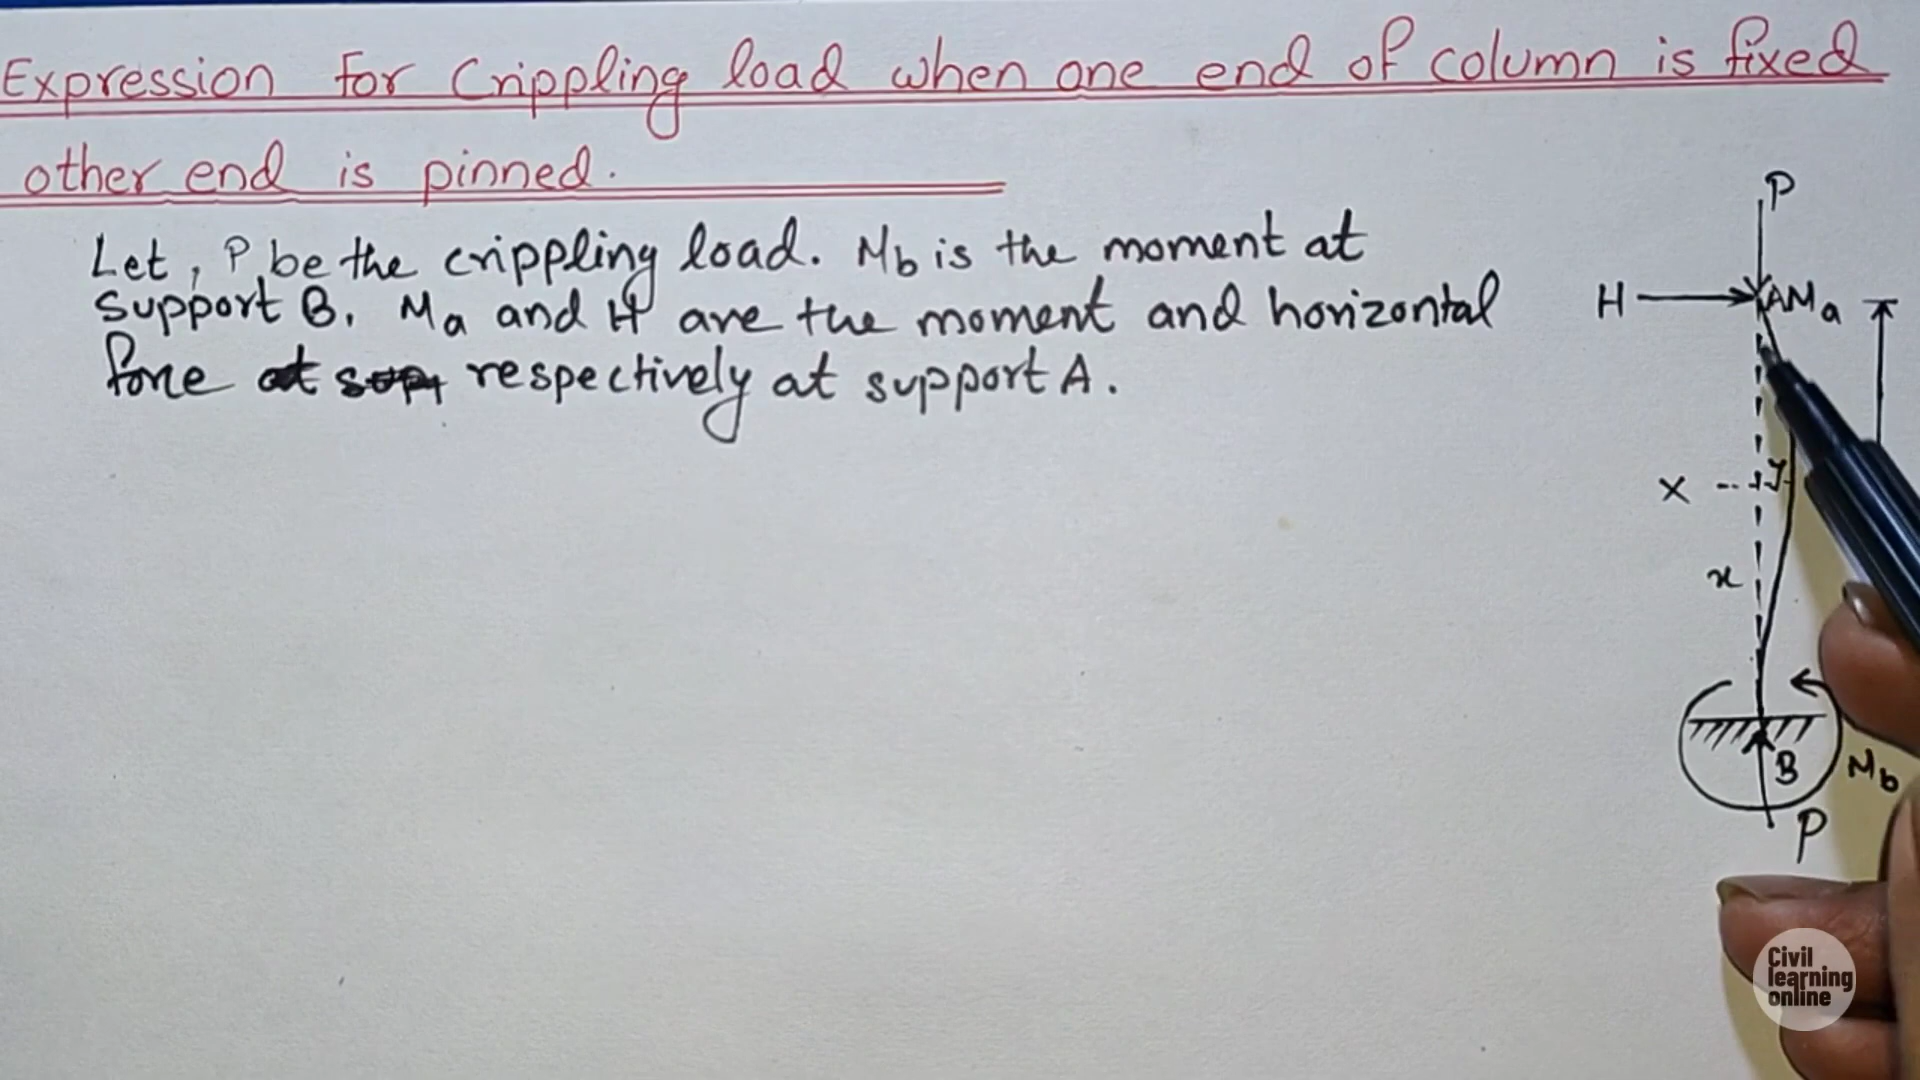 Expression for Crippling load when one end of column is fixed
other end is pinned.
Let, P be the crippling load. Mb is the moment at
support B. Ma and H are the moment and horizontal
force at respectively at support A.
P
H
A Ma
X
y
x
B
Mb
P
Civil
learning
online